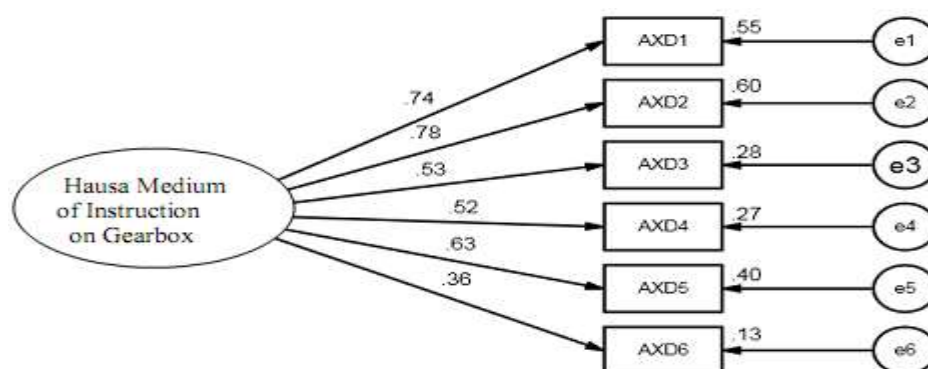 .55
AXD1
e1
.74
.60
AXD2
e2
.78
.28
AXD3
e3
.53
Hausa Medium
of Instruction
on Gearbox
.52
.27
AXD4
e4
.63
.40
AXD5
e5
.36
.13
AXD6
e6